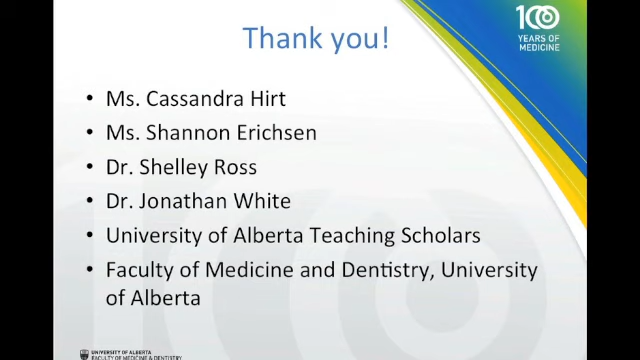 100
YEARS OF
MEDICINE
Thank you!
• Ms. Cassandra Hirt
• Ms. Shannon Erichsen
• Dr. Shelley Ross
• Dr. Jonathan White
• University of Alberta Teaching Scholars
• Faculty of Medicine and Dentistry, University
of Alberta
UNIVERSITY OF ALBERTA
FACULTY OF MEDICINE & DENTISTRY